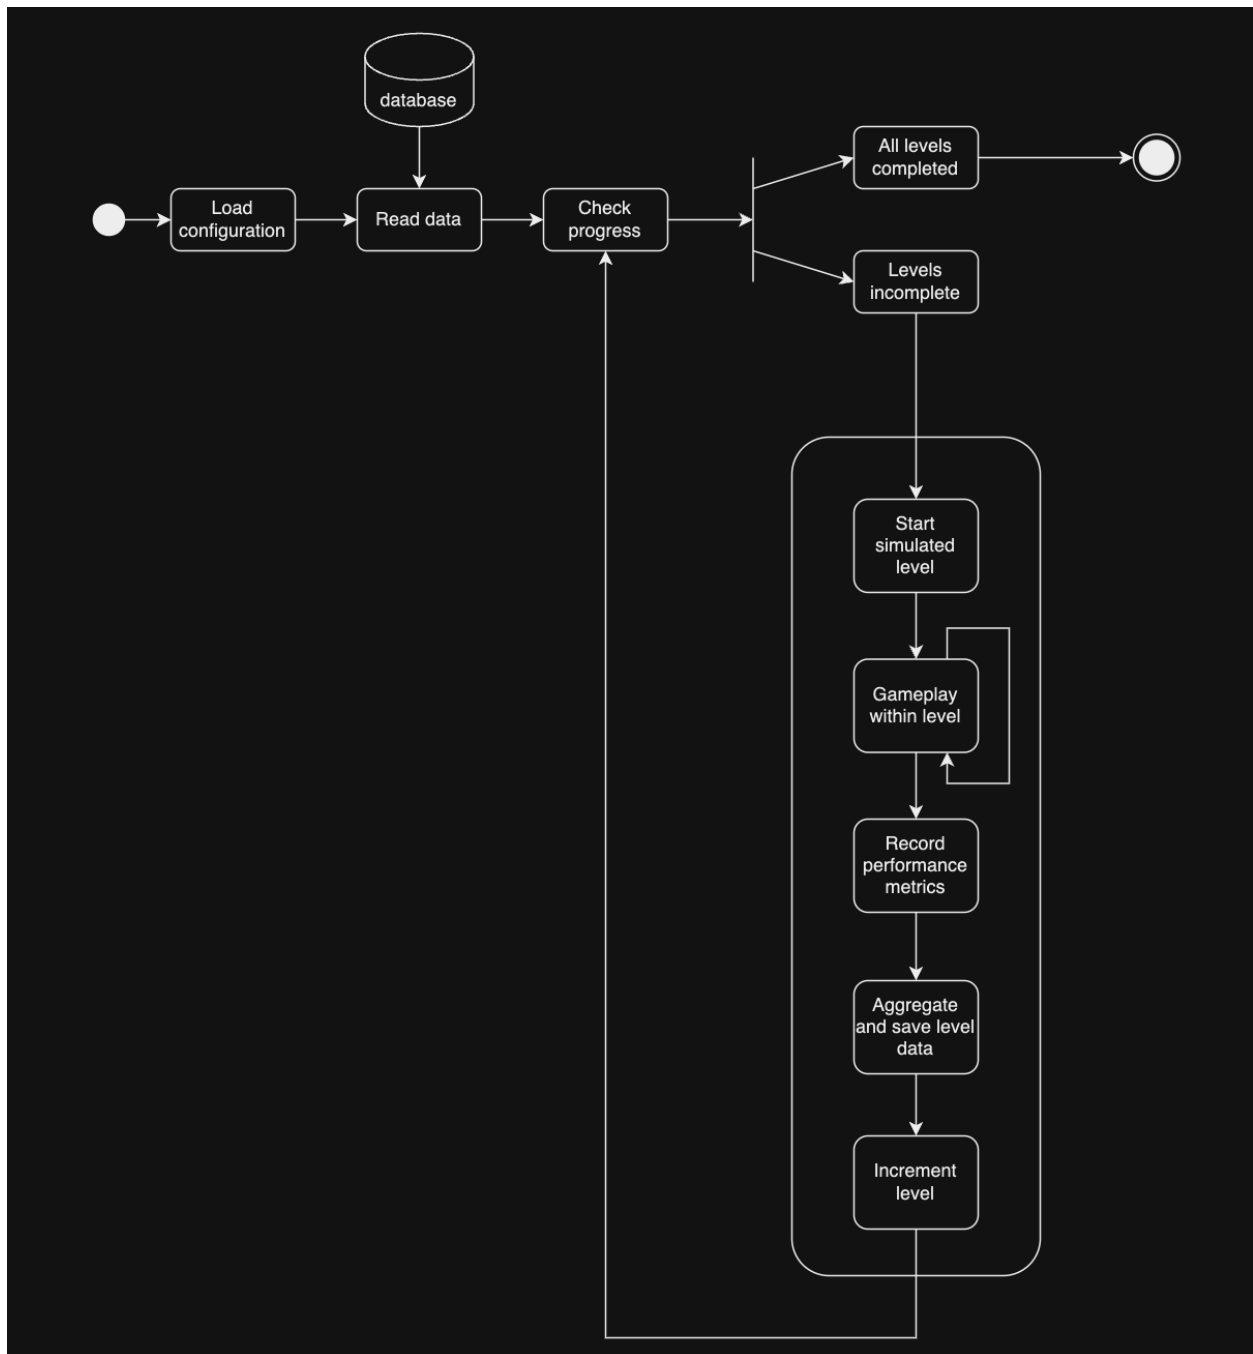 database
Load
configuration
Read data
Check
progress
All levels
completed
Levels
incomplete
Start
simulated
level
Gameplay
within level
Record
performance
metrics
Aggregate
and save level
data
Increment
level